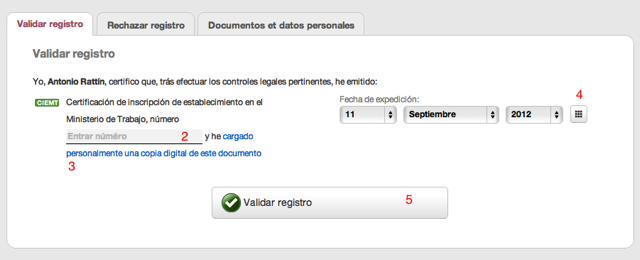 Validar registro
Rechazar registro
Documentos et datos personales
Validar registro
Yo, Antonio Rattín, certifico que, trás efectuar los controles legales pertinentes, he emitido:
CIEMT Certificación de inscripción de establecimiento en el
Ministerio de Trabajo, número
Entrar número 2 y he cargado
personalmente una copia digital de este documento
3
Fecha de expedición:
4
11 Septiembre 2012
Validar registro 5